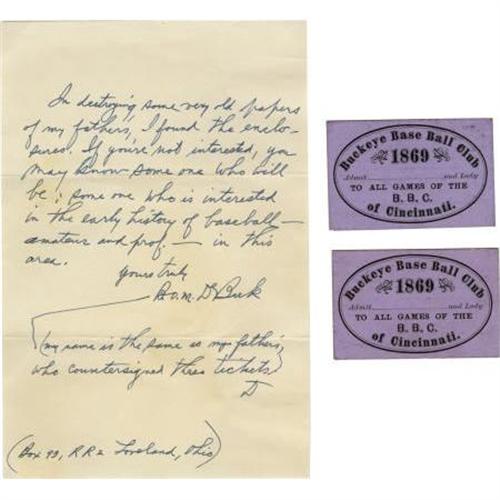 In destroying some very old papers
of my fathers, I found the enclo-
sures. If you're not interested, you
may know some one who will
be; some one who is interested
in the early history of baseball—
amateur and prof.— in this
area.
Yours truly
(my name is the same as my father's,
who countersigned these tickets)
(Box 93, RR2 Loveland, Ohio)
Buckeye Base Ball Club
1869
Admit and Lady
TO ALL GAMES OF THE
B. B. C.
of Cincinnati.
Buckeye Base Ball Club
1869
Admit and Lady
TO ALL GAMES OF THE
B. B. C.
of Cincinnati.